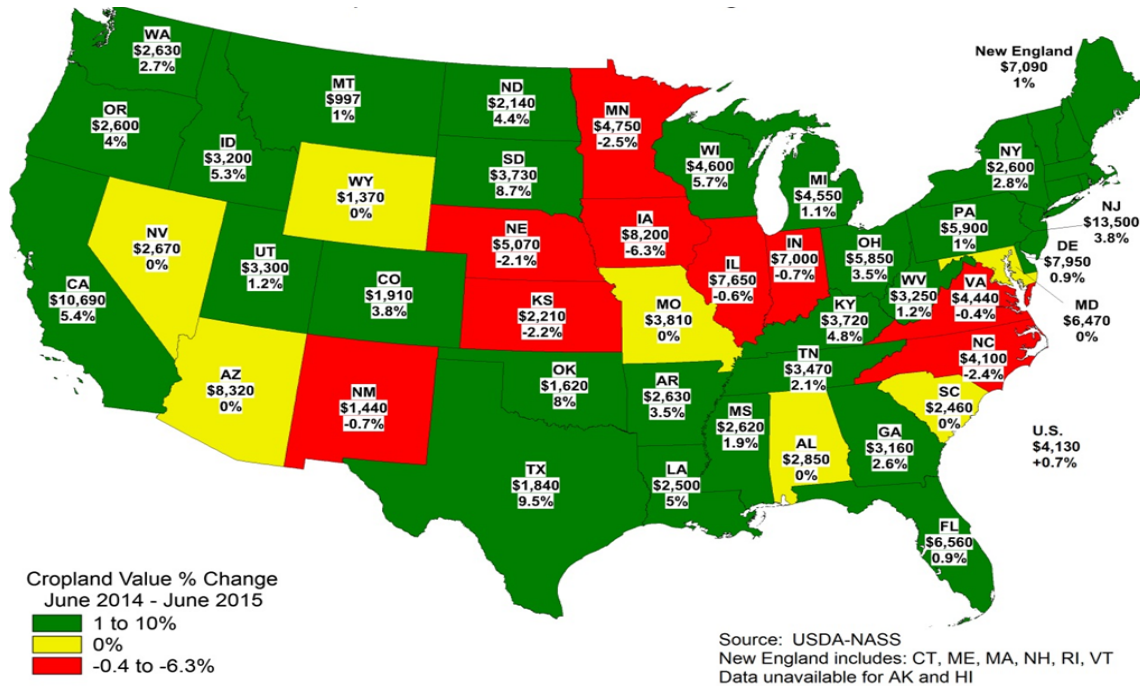 WA
$2,630
2.7%
MT
$997
1%
ND
$2,140
4.4%
MN
$4,750
-2.5%
New England
$7,090
1%
OR
$2,600
4%
ID
$3,200
5.3%
SD
$3,730
8.7%
WI
$4,600
5.7%
MI
$4,550
1.1%
NY
$2,600
2.8%
WY
$1,370
0%
NJ
$13,500
3.8%
NV
$2,670
0%
UT
$3,300
1.2%
NE
$5,070
-2.1%
IA
$8,200
-6.3%
PA
$5,900
1%
DE
$7,950
0.9%
CA
$10,690
5.4%
CO
$1,910
3.8%
KS
$2,210
-2.2%
MO
$3,810
0%
IL
$7,650
-0.6%
IN
$7,000
-0.7%
OH
$5,850
3.5%
WV
$3,250
1.2%
VA
$4,440
-0.4%
MD
$6,470
0%
KY
$3,720
4.8%
AZ
$8,320
0%
NM
$1,440
-0.7%
OK
$1,620
8%
AR
$2,630
3.5%
TN
$3,470
2.1%
NC
$4,100
-2.4%
SC
$2,460
0%
MS
$2,620
1.9%
AL
$2,850
0%
GA
$3,160
2.6%
U.S.
$4,130
+0.7%
TX
$1,840
9.5%
LA
$2,500
5%
FL
$6,560
0.9%
Cropland Value % Change
June 2014 - June 2015
1 to 10%
0%
-0.4 to -6.3%
Source: USDA-NASS
New England includes: CT, ME, MA, NH, RI, VT
Data unavailable for AK and HI